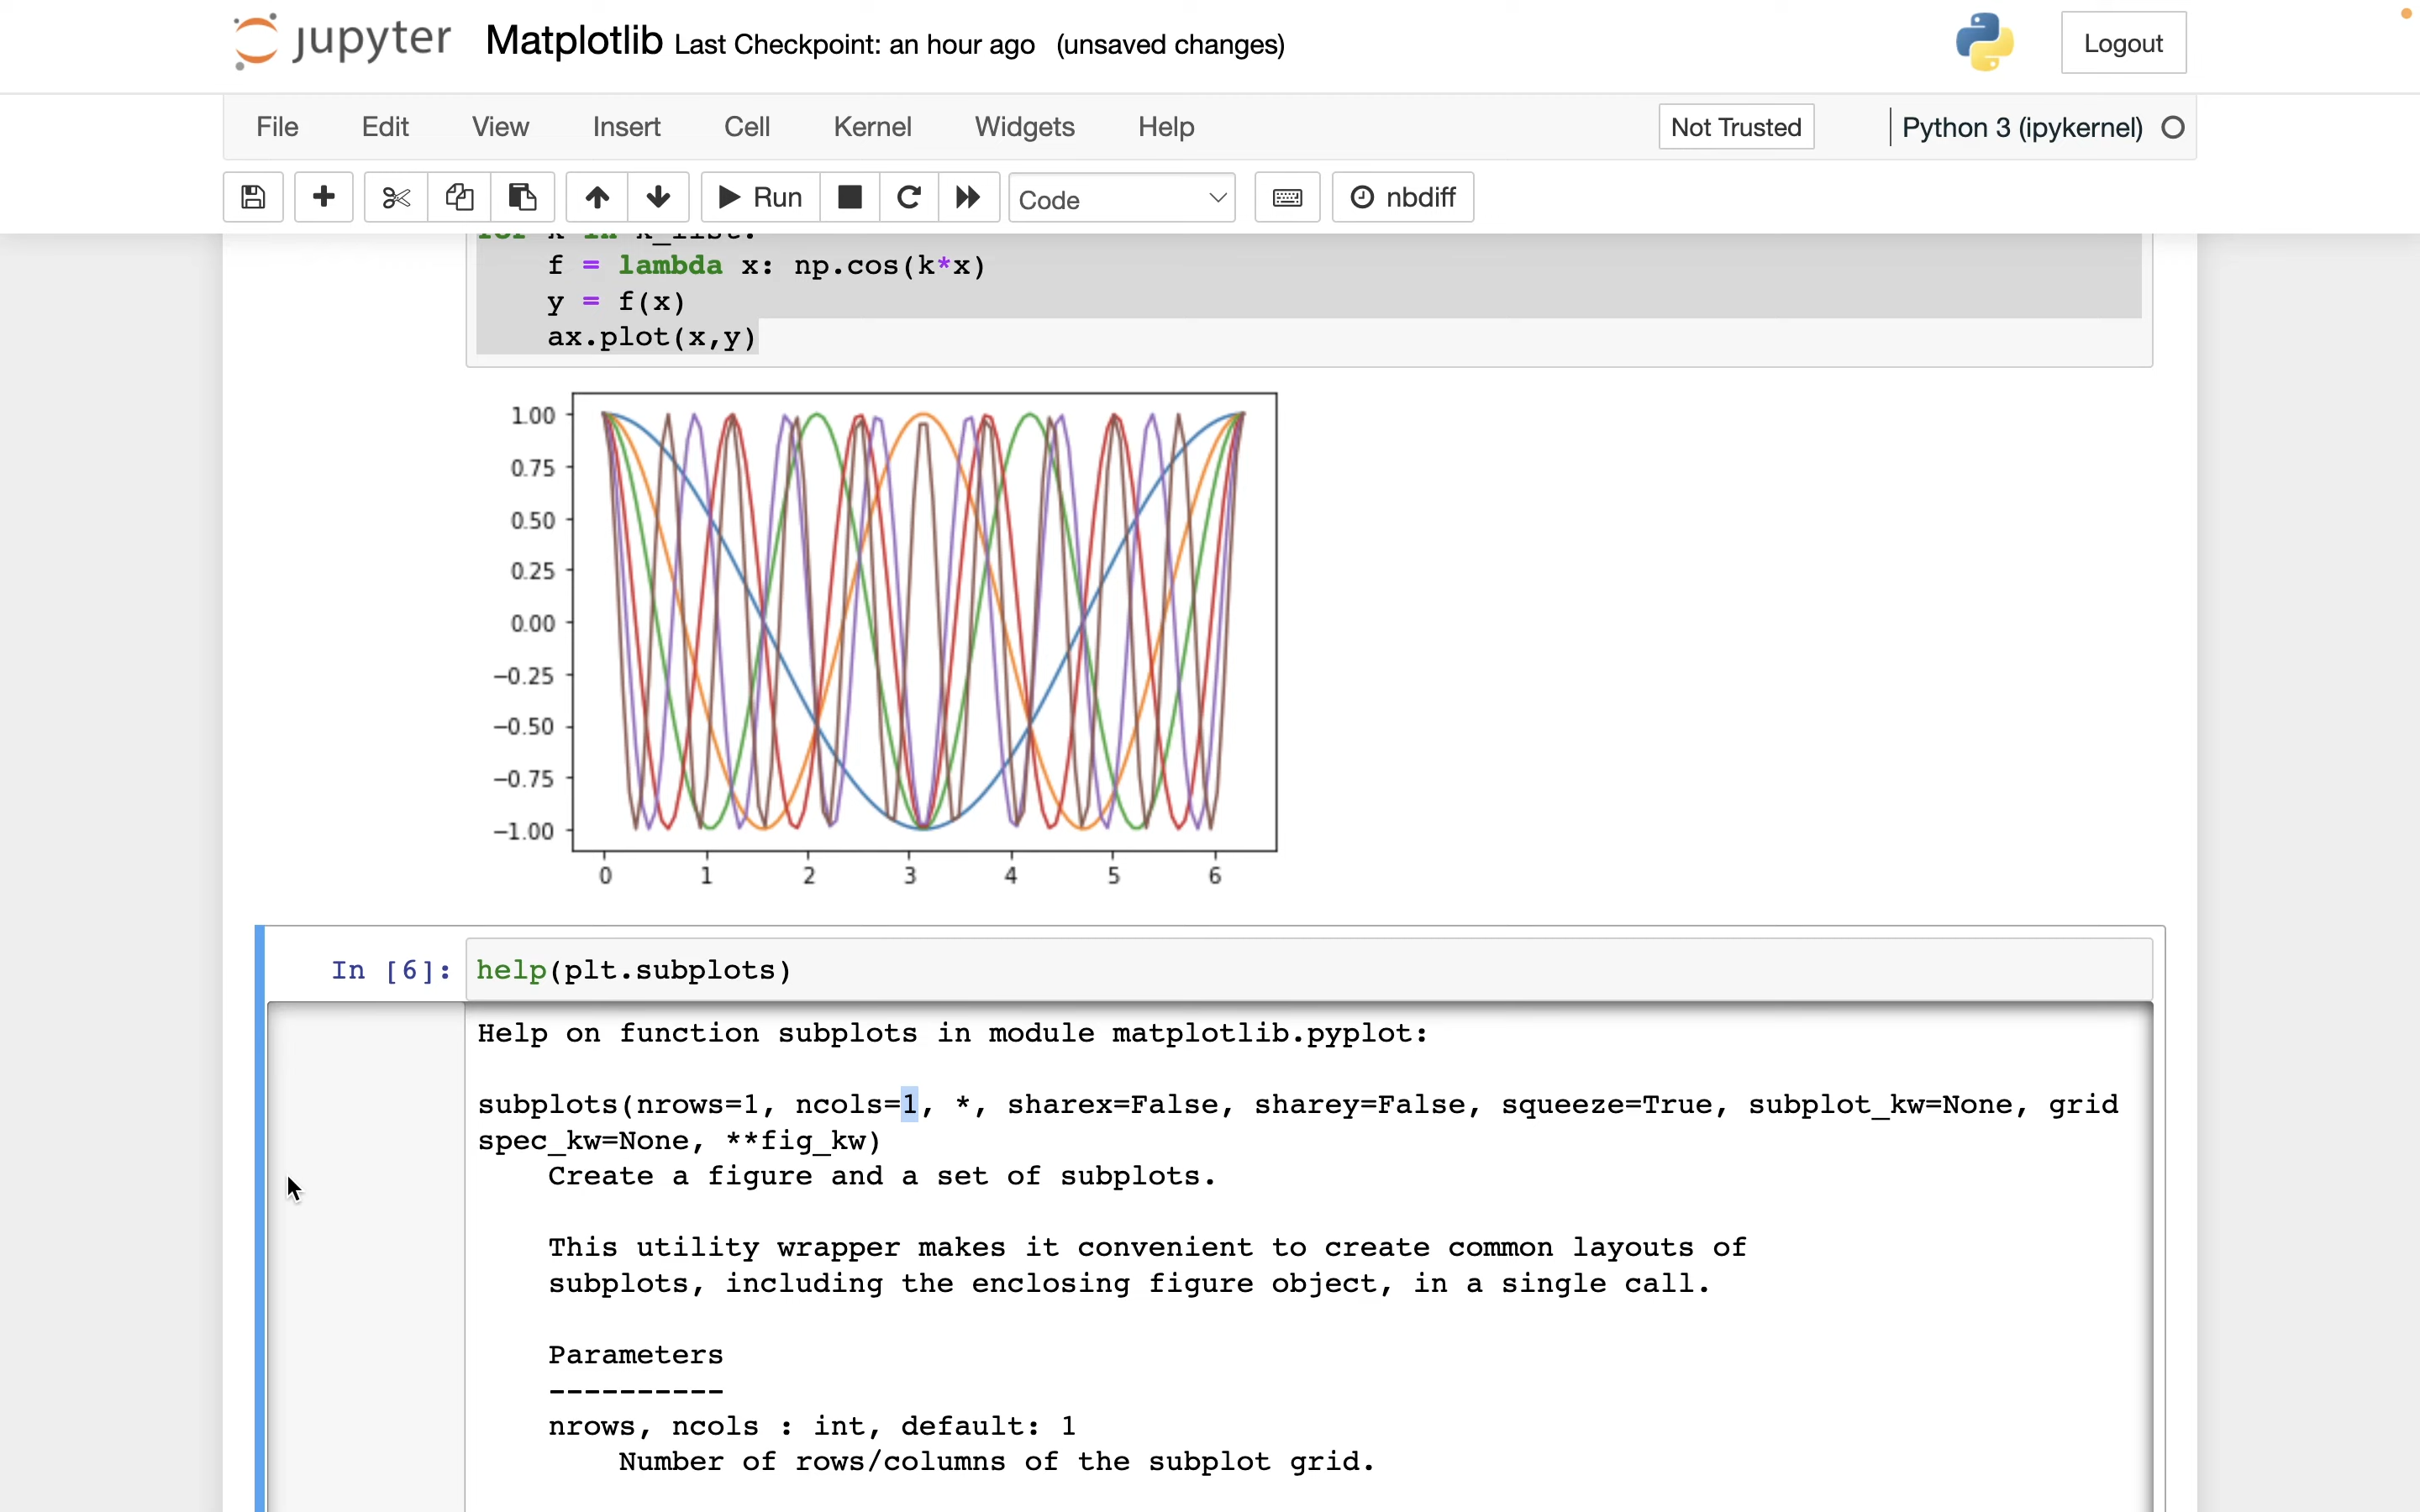 jupyter Matplotlib Last Checkpoint: an hour ago (unsaved changes) Logout
File Edit View Insert Cell Kernel Widgets Help Not Trusted Python 3 (ipykernel)
Run Code nbdiff
f = lambda x: np.cos(k*x)
y = f(x)
ax.plot(x,y)
1.00
0.75
0.50
0.25
0.00
−0.25
−0.50
−0.75
−1.00
0 1 2 3 4 5 6
In [6]: help(plt.subplots)
Help on function subplots in module matplotlib.pyplot:
subplots(nrows=1, ncols=1, *, sharex=False, sharey=False, squeeze=True, subplot_kw=None, grid
spec_kw=None, **fig_kw)
Create a figure and a set of subplots.
This utility wrapper makes it convenient to create common layouts of
subplots, including the enclosing figure object, in a single call.
Parameters
----------
nrows, ncols : int, default: 1
Number of rows/columns of the subplot grid.